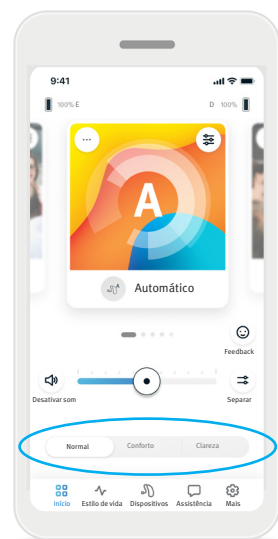 9:41
100% E D 100%
A
Automático
Feedback
Desativar som Separar
Normal Conforto Clareza
Início Estilo de vida Dispositivos Assistência Mais